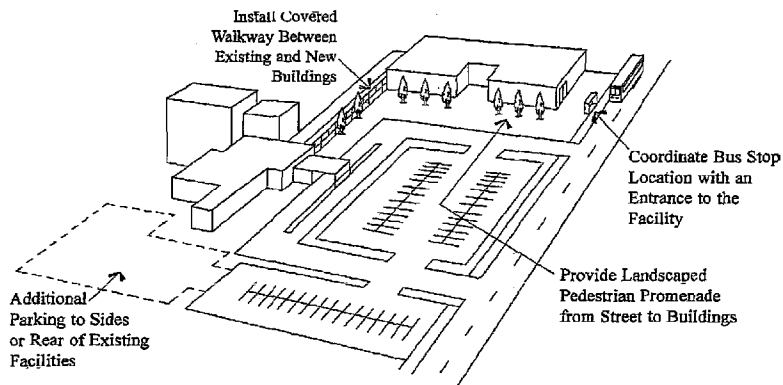 Install Covered
Walkway Between
Existing and New
Buildings
Coordinate Bus Stop
Location with an
Entrance to the
Facility
Provide Landscaped
Pedestrian Promenade
from Street to Buildings
Additional
Parking to Sides
or Rear of Existing
Facilities